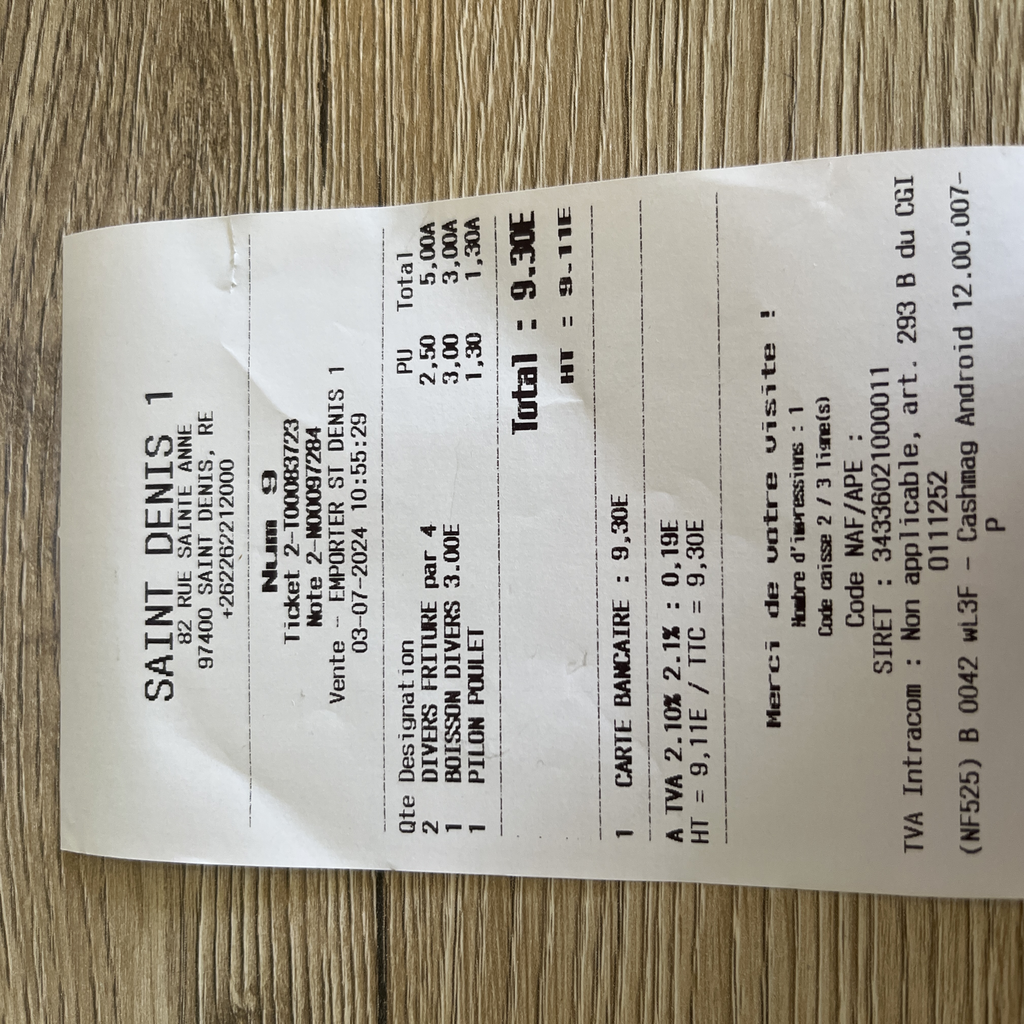 SAINT DENIS 1
82 RUE SAINTE ANNE
97400 SAINT DENIS, RE
+262262212000
Num 9
Ticket 2-T00083723
Note 2-N00097284
Vente - EMPORTER ST DENIS 1
03-07-2024 10:55:29
Qte Designation PU Total
2 DIVERS FRITURE par 4 2,50 5,00A
1 BOISSON DIVERS 3.00E 3,00 3,00A
1 PILON POULET 1,30 1,30A
Total : 9.30E
HT = 9.11E
1 CARTE BANCAIRE : 9,30E
A TVA 2.10% 2.1% : 0,19E
HT = 9,11E / TTC = 9,30E
Merci de votre visite !
Nombre d'impressions : 1
Code caisse 2 / 3 ligne(s)
Code NAF/APE :
SIRET : 34336021000011
TVA Intracom : Non applicable, art. 293 B du CGI
0111252
(NF525) B 0042 wL3F - Cashmag Android 12.00.007-
P